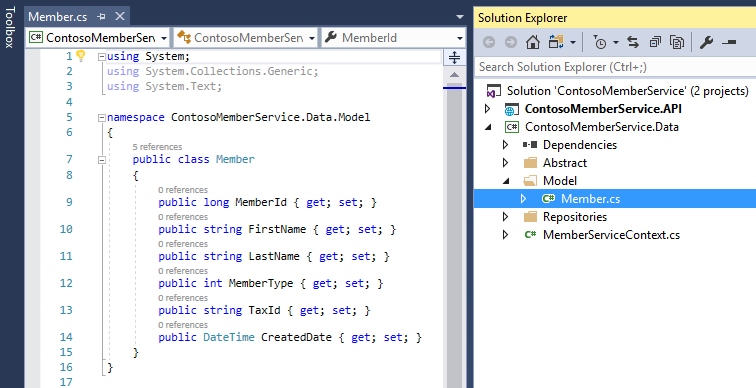 Toolbox
Member.cs
ContosoMemberSer
ContosoMemberSer
MemberId
1 using System;
2 using System.Collections.Generic;
3 using System.Text;
4
5 namespace ContosoMemberService.Data.Model
6 {
5 references
7 public class Member
8 {
0 references
9 public long MemberId { get; set; }
0 references
10 public string FirstName { get; set; }
0 references
11 public string LastName { get; set; }
0 references
12 public int MemberType { get; set; }
0 references
13 public string TaxId { get; set; }
0 references
14 public DateTime CreatedDate { get; set; }
15 }
16 }
17
Solution Explorer
Search Solution Explorer (Ctrl+;)
Solution 'ContosoMemberService' (2 projects)
ContosoMemberService.API
C# ContosoMemberService.Data
Dependencies
Abstract
Model
C# Member.cs
Repositories
C# MemberServiceContext.cs